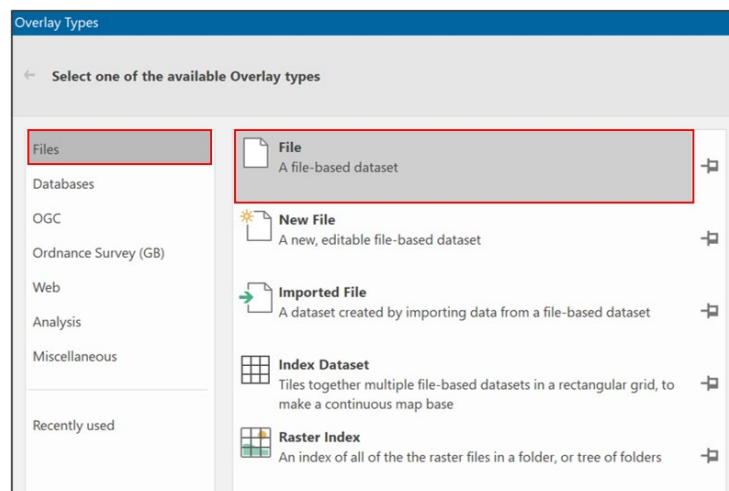 Overlay Types
Select one of the available Overlay types
Files
Databases
OGC
Ordnance Survey (GB)
Web
Analysis
Miscellaneous
Recently used
File
A file-based dataset
New File
A new, editable file-based dataset
Imported File
A dataset created by importing data from a file-based dataset
Index Dataset
Tiles together multiple file-based datasets in a rectangular grid, to
make a continuous map base
Raster Index
An index of all of the the raster files in a folder, or tree of folders